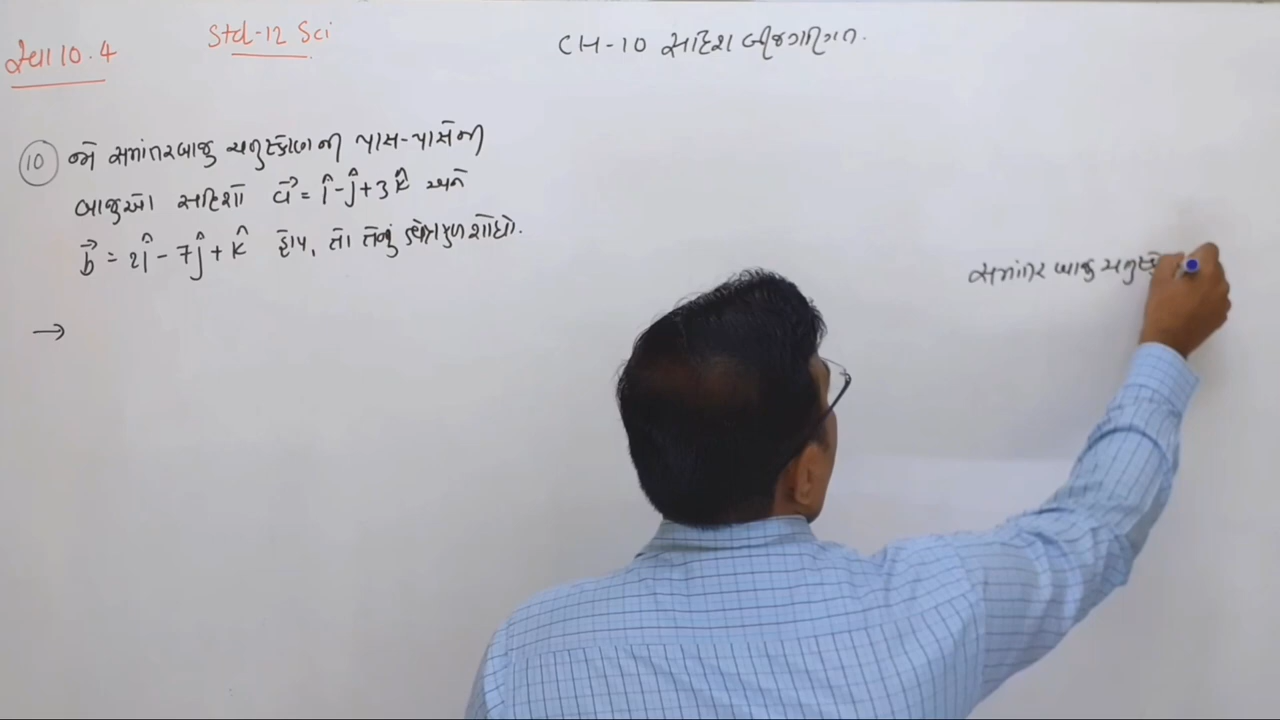 સ્વા 10.4
Std-12 Sci
CH-10 સદિશ બીજગણિત.
10 જો સમાંતરબાજુ ચતુષ્કોણની પાસ-પાસેની
બાજુઓ સદિશો a⃗ = î - ĵ + 3k̂ અને
b⃗ = 2î - 7ĵ + k̂ હોય, તો તેનું ક્ષેત્રફળ શોધો.
→
સમાંતર બાજુ